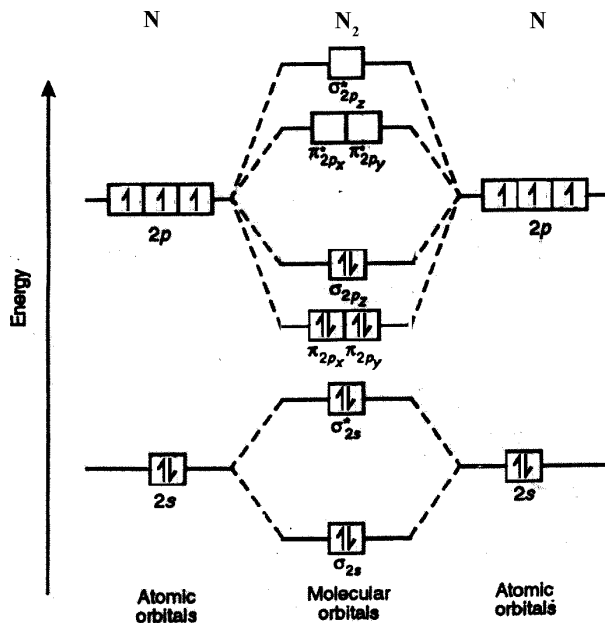 N N₂ N
σ*2pz
π*2px π*2py
2p 2p
σ2pz
π2px π2py
σ*2s
2s 2s
σ2s
Energy
Atomic orbitals Molecular orbitals Atomic orbitals